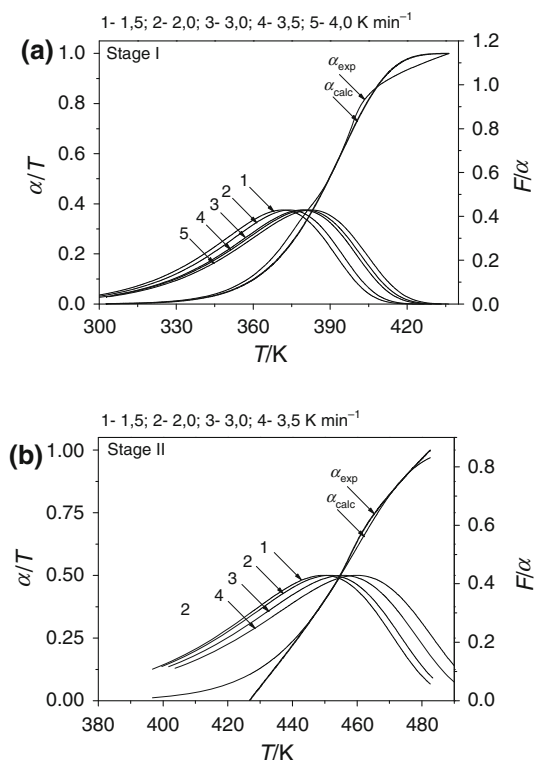 1- 1,5; 2- 2,0; 3- 3,0; 4- 3,5; 5- 4,0 K min⁻¹
(a)
Stage I
α/T
1.0
0.8
0.6
0.4
0.2
0.0
α_exp
α_calc
1
2
3
4
5
1.2
1.0
0.8
0.6
0.4
0.2
0.0
F/α
300 330 360 390 420
T/K
1- 1,5; 2- 2,0; 3- 3,0; 4- 3,5 K min⁻¹
(b)
Stage II
α/T
1.00
0.75
0.50
0.25
0.00
α_exp
α_calc
1
2
3
4
2
0.8
0.6
0.4
0.2
0.0
F/α
380 400 420 440 460 480
T/K